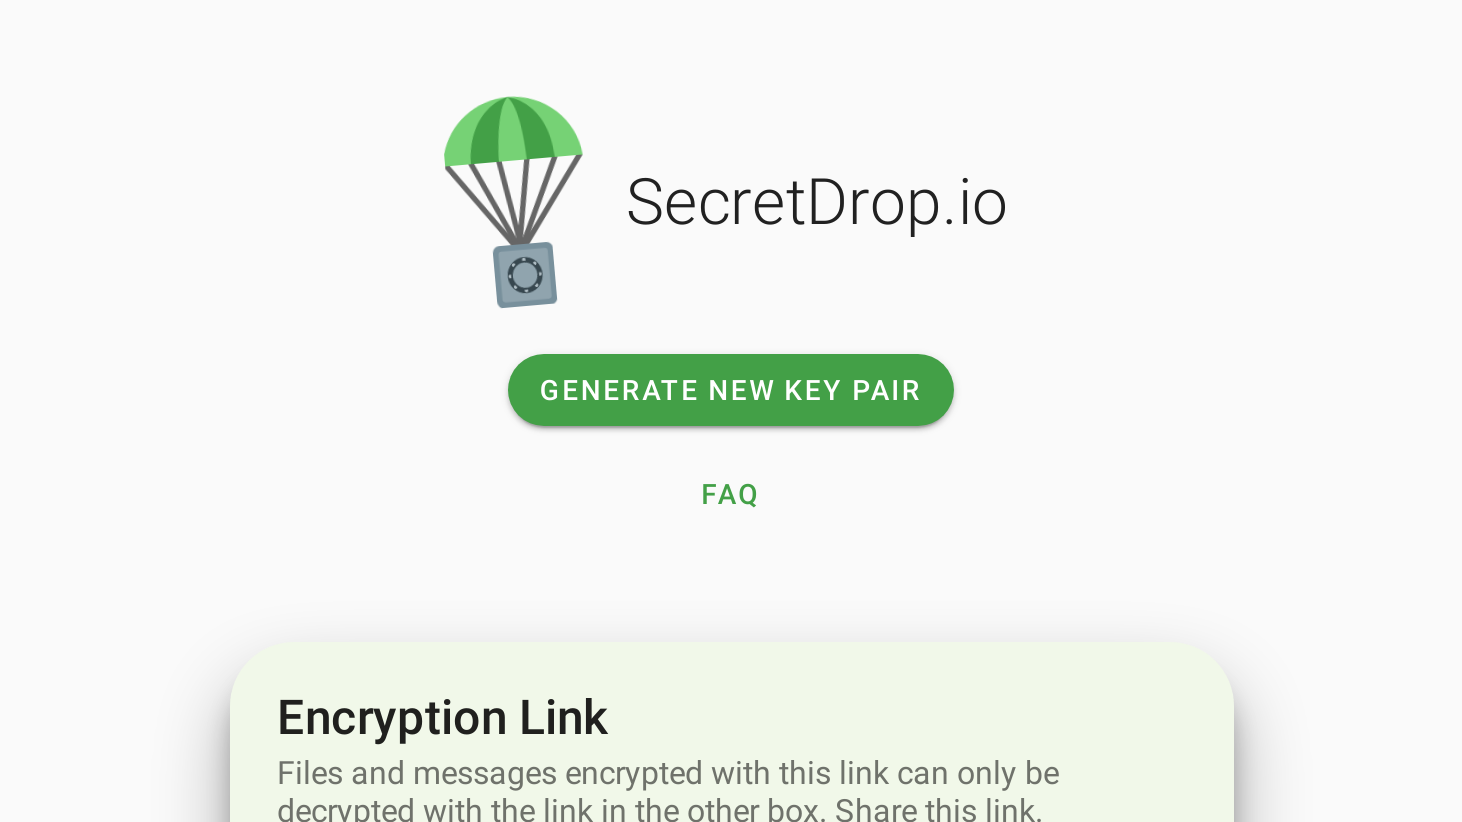 SecretDrop.io
GENERATE NEW KEY PAIR
FAQ
Encryption Link
Files and messages encrypted with this link can only be
decrypted with the link in the other box. Share this link.